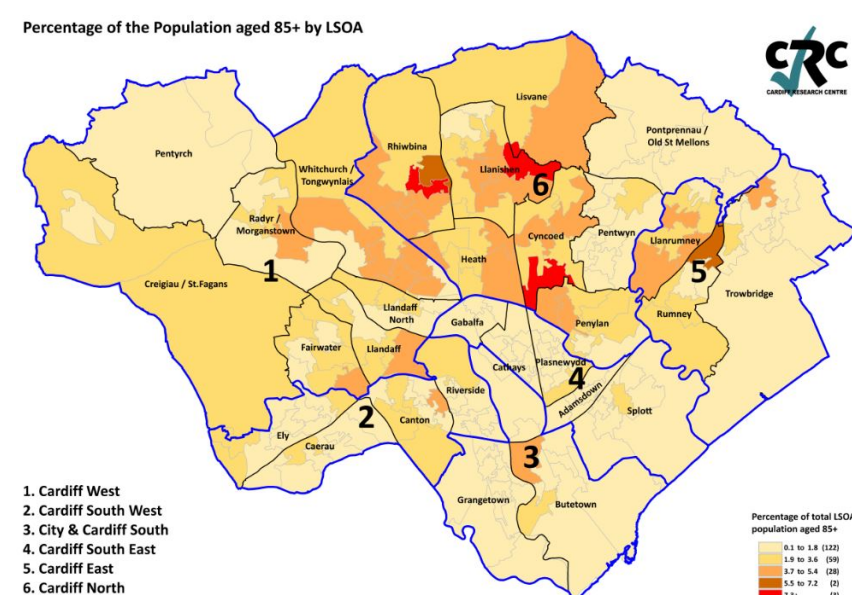 Percentage of the Population aged 85+ by LSOA
CRC
CARDIFF RESEARCH CENTRE
Lisvane
Pontprennau /
Old St Mellons
Rhiwbina
Pentyrch
Whitchurch /
Tongwynlais
Llanishen
6
Radyr /
Morganstown
Cyncoed
Pentwyn
Llanrumney
Heath
5
1
Creigiau / St.Fagans
Trowbridge
Llandaff
North
Gabalfa
Rumney
Penylan
Fairwater
Llandaff
Cathays
Plasnewydd
4
Riverside
Adamsdown
Splott
2
Canton
Ely
Caerau
3
Grangetown
Butetown
1. Cardiff West
2. Cardiff South West
3. City & Cardiff South
4. Cardiff South East
5. Cardiff East
6. Cardiff North
Percentage of total LSOA
population aged 85+
0.1 to 1.8 (122)
1.9 to 3.6 (59)
3.7 to 5.4 (28)
5.5 to 7.2 (2)